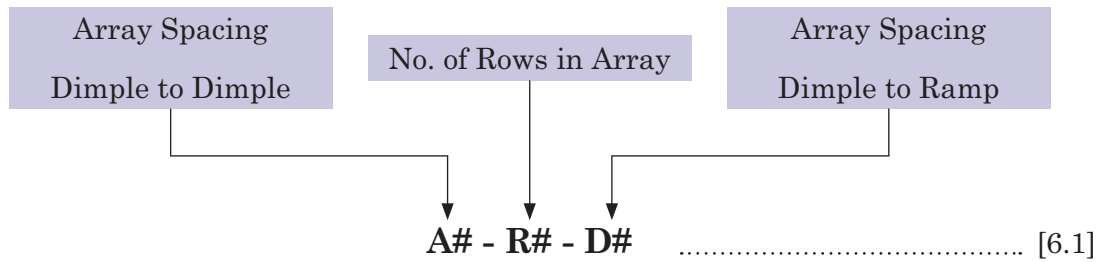 Array Spacing
Dimple to Dimple
No. of Rows in Array
Array Spacing
Dimple to Ramp
A# - R# - D# ........................................ [6.1]